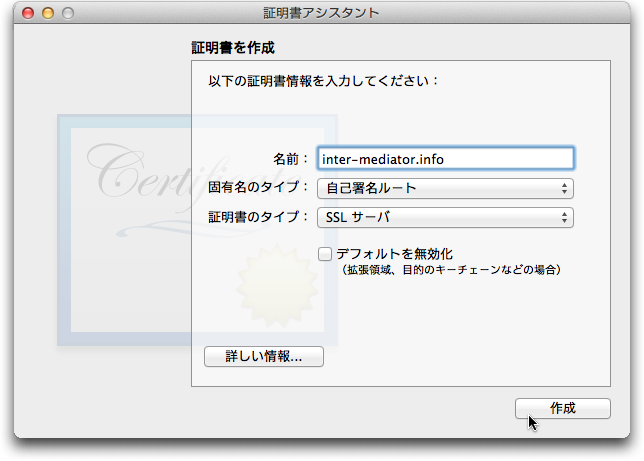 証明書アシスタント
証明書を作成
以下の証明書情報を入力してください：
名前： inter-mediator.info
固有名のタイプ： 自己署名ルート
証明書のタイプ： SSL サーバ
デフォルトを無効化
（拡張領域、目的のキーチェーンなどの場合）
Certificate
詳しい情報...
作成